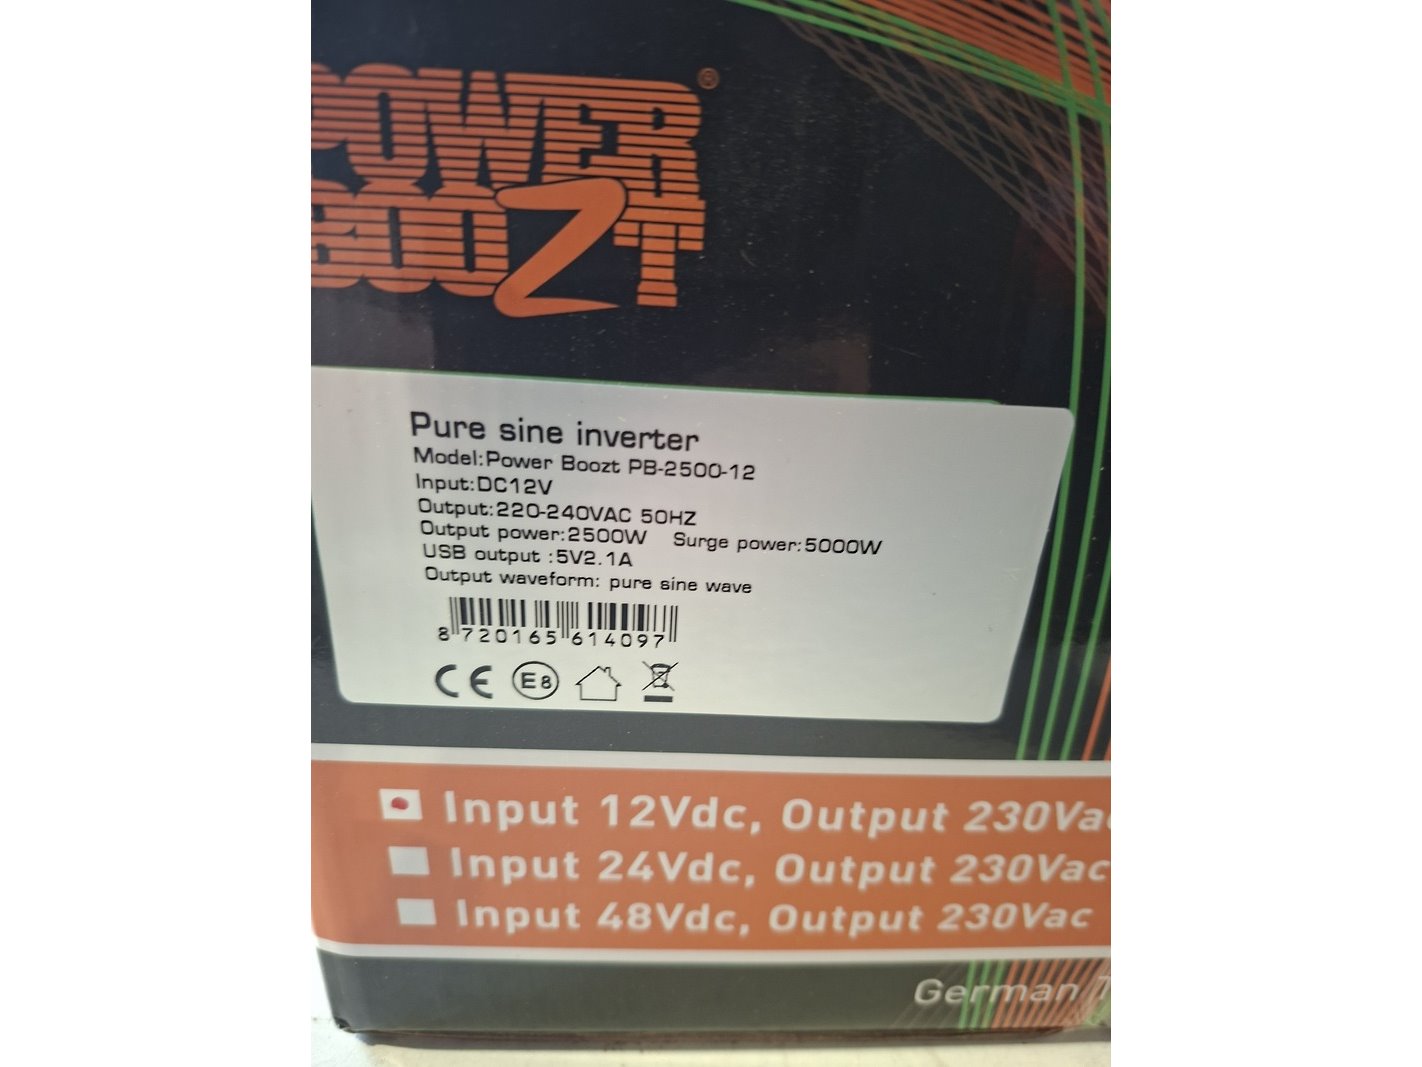 POWER
BOOZT
®
Pure sine inverter
Model:Power Boozt PB-2500-12
Input:DC12V
Output:220-240VAC 50HZ
Output power:2500W Surge power:5000W
USB output :5V2.1A
Output waveform: pure sine wave
8 720165 614097
CE E8
Input 12Vdc, Output 230Vac
Input 24Vdc, Output 230Vac
Input 48Vdc, Output 230Vac
German